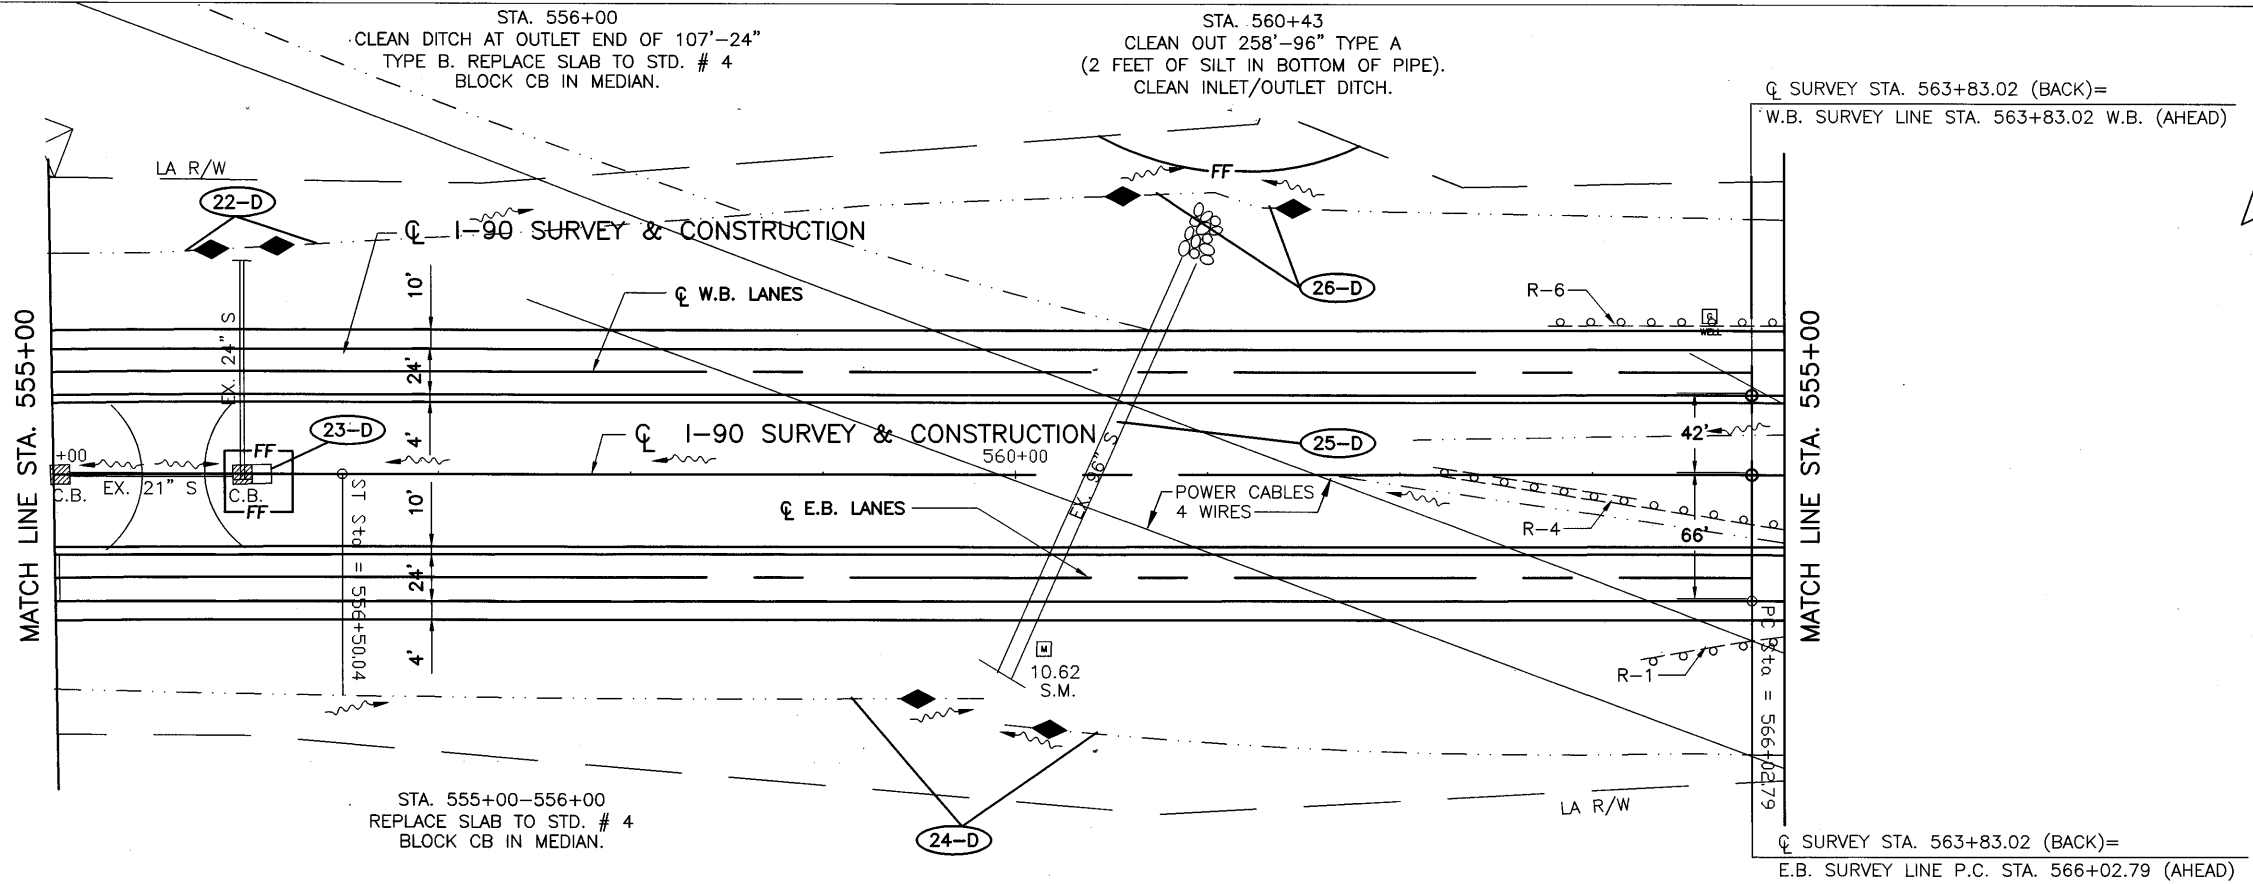 STA. 556+00
CLEAN DITCH AT OUTLET END OF 107'-24"
TYPE B. REPLACE SLAB TO STD. # 4
BLOCK CB IN MEDIAN.
STA. 560+43
CLEAN OUT 258'-96" TYPE A
(2 FEET OF SILT IN BOTTOM OF PIPE).
CLEAN INLET/OUTLET DITCH.
℄ SURVEY STA. 563+83.02 (BACK)=
W.B. SURVEY LINE STA. 563+83.02 W.B. (AHEAD)
LA R/W
FF
22-D
℄ I-90 SURVEY & CONSTRUCTION
10'
℄ W.B. LANES
26-D
R-6
G
WELL
MATCH LINE STA. 555+00
EX. 24" S
24'
MATCH LINE STA. 555+00
23-D
4'
℄ I-90 SURVEY & CONSTRUCTION
25-D
42'
+00
FF
560+00
C.B.
EX. 21" S
C.B.
FF
ST Sta = 556+50.04
10'
EX. 96" S
POWER CABLES
4 WIRES
℄ E.B. LANES
R-4
66'
24'
4'
M
10.62
S.M.
R-1
PC Sta = 566+02.79
STA. 555+00-556+00
REPLACE SLAB TO STD. # 4
BLOCK CB IN MEDIAN.
24-D
LA R/W
℄ SURVEY STA. 563+83.02 (BACK)=
E.B. SURVEY LINE P.C. STA. 566+02.79 (AHEAD)